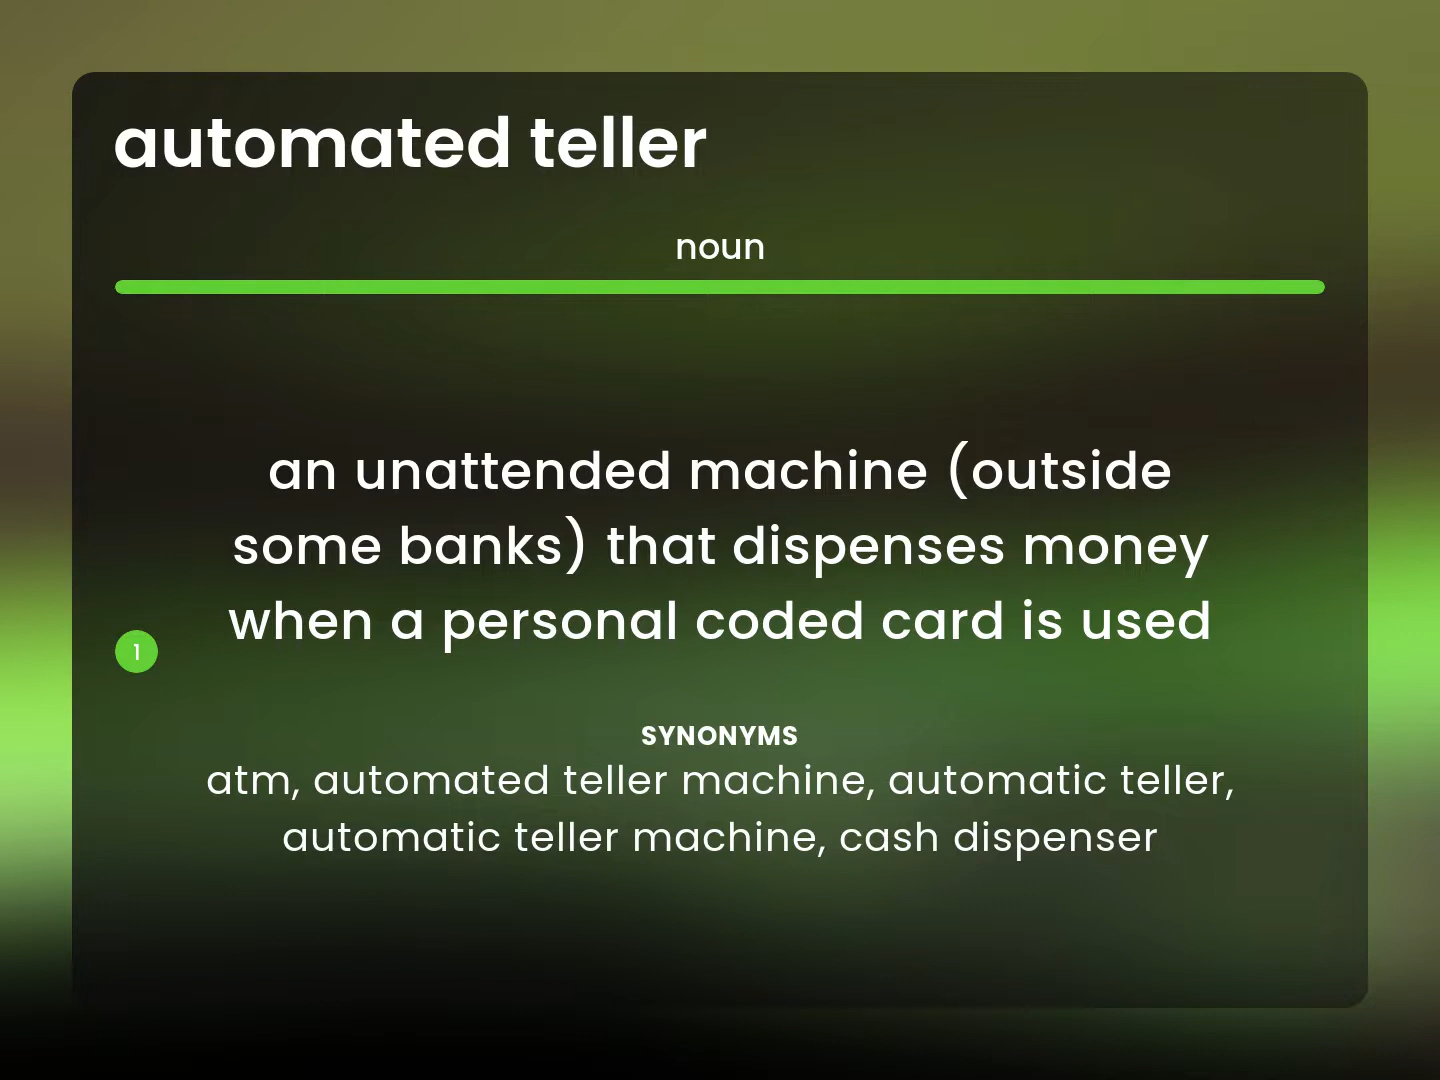 automated teller
noun
an unattended machine (outside
some banks) that dispenses money
when a personal coded card is used
1
SYNONYMS
atm, automated teller machine, automatic teller,
automatic teller machine, cash dispenser